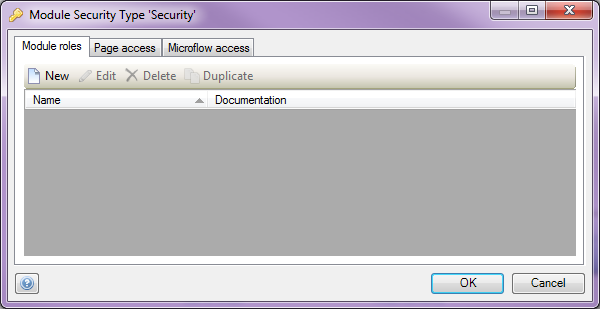 Module Security Type 'Security'
Module roles Page access Microflow access
New Edit Delete Duplicate
Name Documentation
OK Cancel